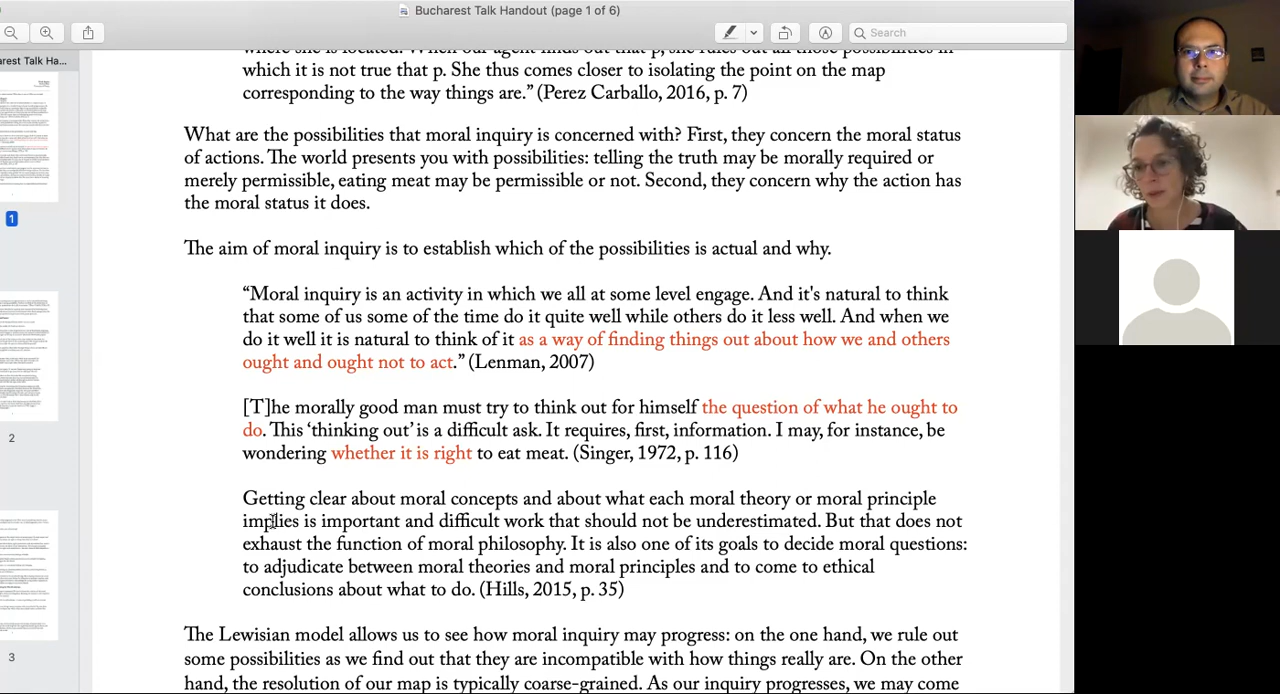 Bucharest Talk Handout (page 1 of 6)
Search
arest Talk Ha...
1
2
3
where one is located. When our agent finds out that p, she rules out all those possibilities in
which it is not true that p. She thus comes closer to isolating the point on the map
corresponding to the way things are.” (Perez Carballo, 2016, p. 7)
What are the possibilities that moral inquiry is concerned with? First, they concern the moral status
of actions. The world presents you with possibilities: telling the truth may be morally required or
merely permissible, eating meat may be permissible or not. Second, they concern why the action has
the moral status it does.
The aim of moral inquiry is to establish which of the possibilities is actual and why.
“Moral inquiry is an activity in which we all at some level engage. And it's natural to think
that some of us some of the time do it quite well while others do it less well. And when we
do it well it is natural to think of it as a way of finding things out about how we and others
ought and ought not to act.” (Lenman, 2007)
[T]he morally good man must try to think out for himself the question of what he ought to
do. This ‘thinking out’ is a difficult ask. It requires, first, information. I may, for instance, be
wondering whether it is right to eat meat. (Singer, 1972, p. 116)
Getting clear about moral concepts and about what each moral theory or moral principle
implies is important and difficult work that should not be underestimated. But that does not
exhaust the function of moral philosophy. It is also one of its goals to decide moral questions:
to adjudicate between moral theories and moral principles and to come to ethical
conclusions about what to do. (Hills, 2015, p. 35)
The Lewisian model allows us to see how moral inquiry may progress: on the one hand, we rule out
some possibilities as we find out that they are incompatible with how things really are. On the other
hand, the resolution of our map is typically coarse-grained. As our inquiry progresses, we may come